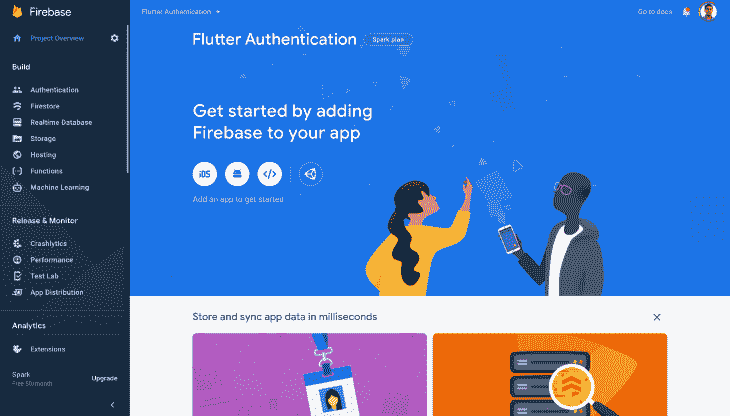 Firebase
Flutter Authentication
Go to docs
Project Overview
Flutter Authentication
Spark plan
Build
Authentication
Firestore
Realtime Database
Storage
Hosting
Functions
Machine Learning
Get started by adding
Firebase to your app
iOS
</>
Add an app to get started
Release & Monitor
Crashlytics
Performance
Test Lab
App Distribution
Analytics
Extensions
Store and sync app data in milliseconds
Spark
Free $0/month
Upgrade